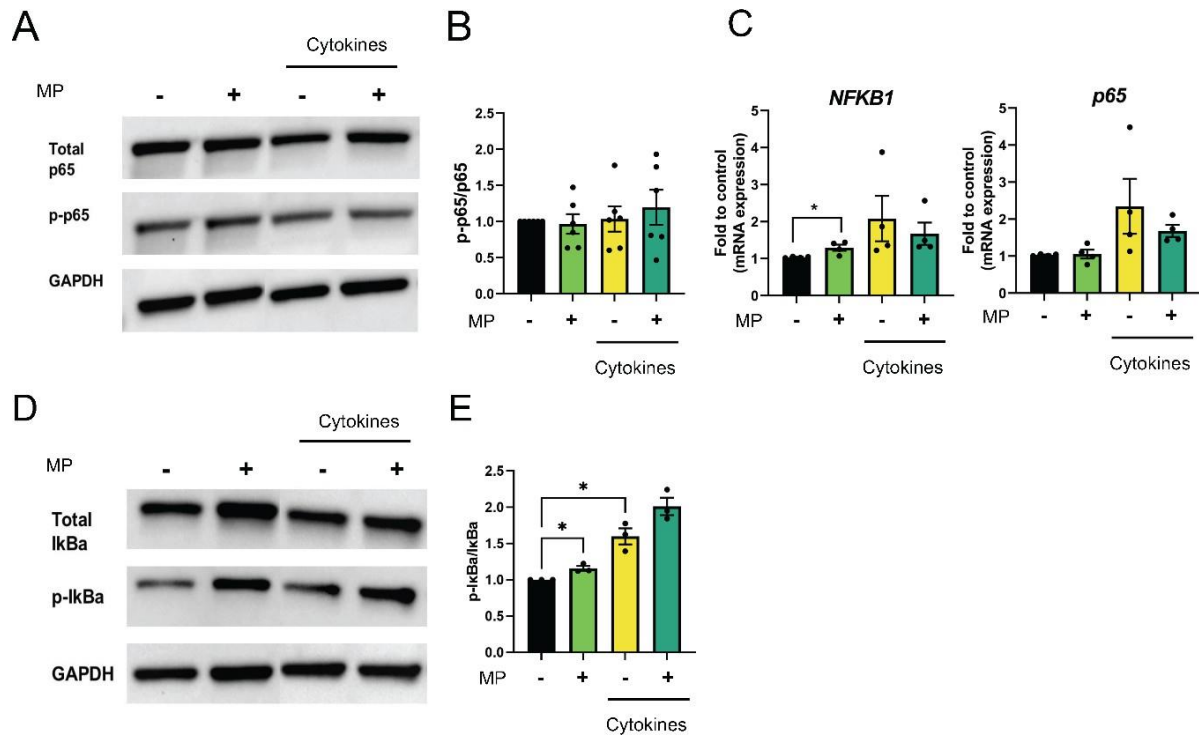 A
Cytokines
MP - + - +
Total
p65
p-p65
GAPDH
B
p-p65/p65
2.5
2.0
1.5
1.0
0.5
0.0
MP - + - +
Cytokines
C
NFKB1
Fold to control
(mRNA expression)
5
4
3
2
1
0
*
MP - + - +
Cytokines
p65
Fold to control
(mRNA expression)
5
4
3
2
1
0
MP - + - +
Cytokines
D
Cytokines
MP - + - +
Total
IkBa
p-IkBa
GAPDH
E
p-IκBa/IκBa
2.5
2.0
1.5
1.0
0.5
0.0
*
*
MP - + - +
Cytokines